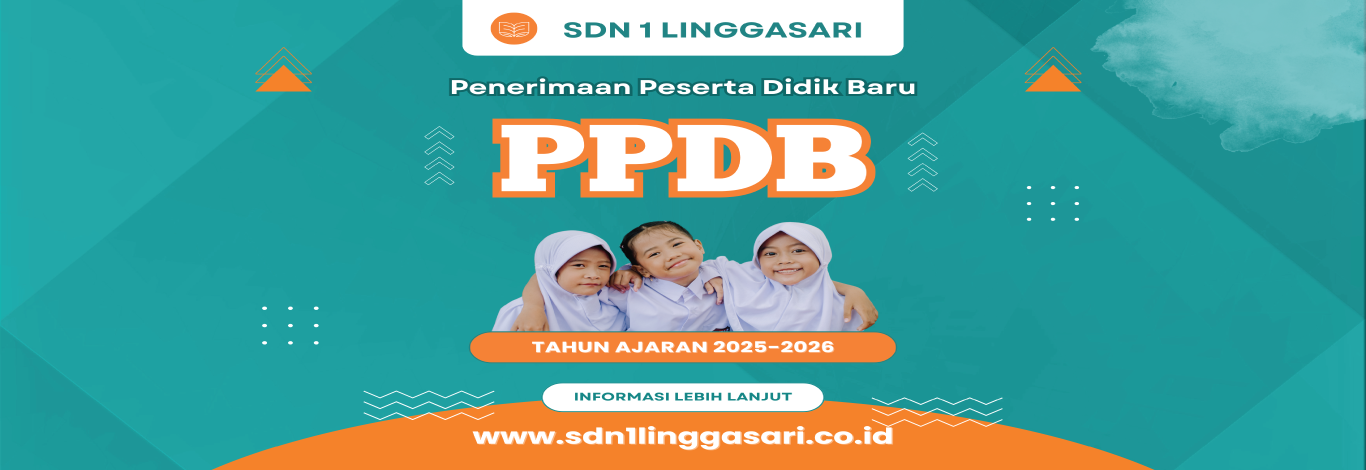 SDN 1 LINGGASARI
Penerimaan Peserta Didik Baru
PPDB
TAHUN AJARAN 2025-2026
INFORMASI LEBIH LANJUT
www.sdn1linggasari.co.id